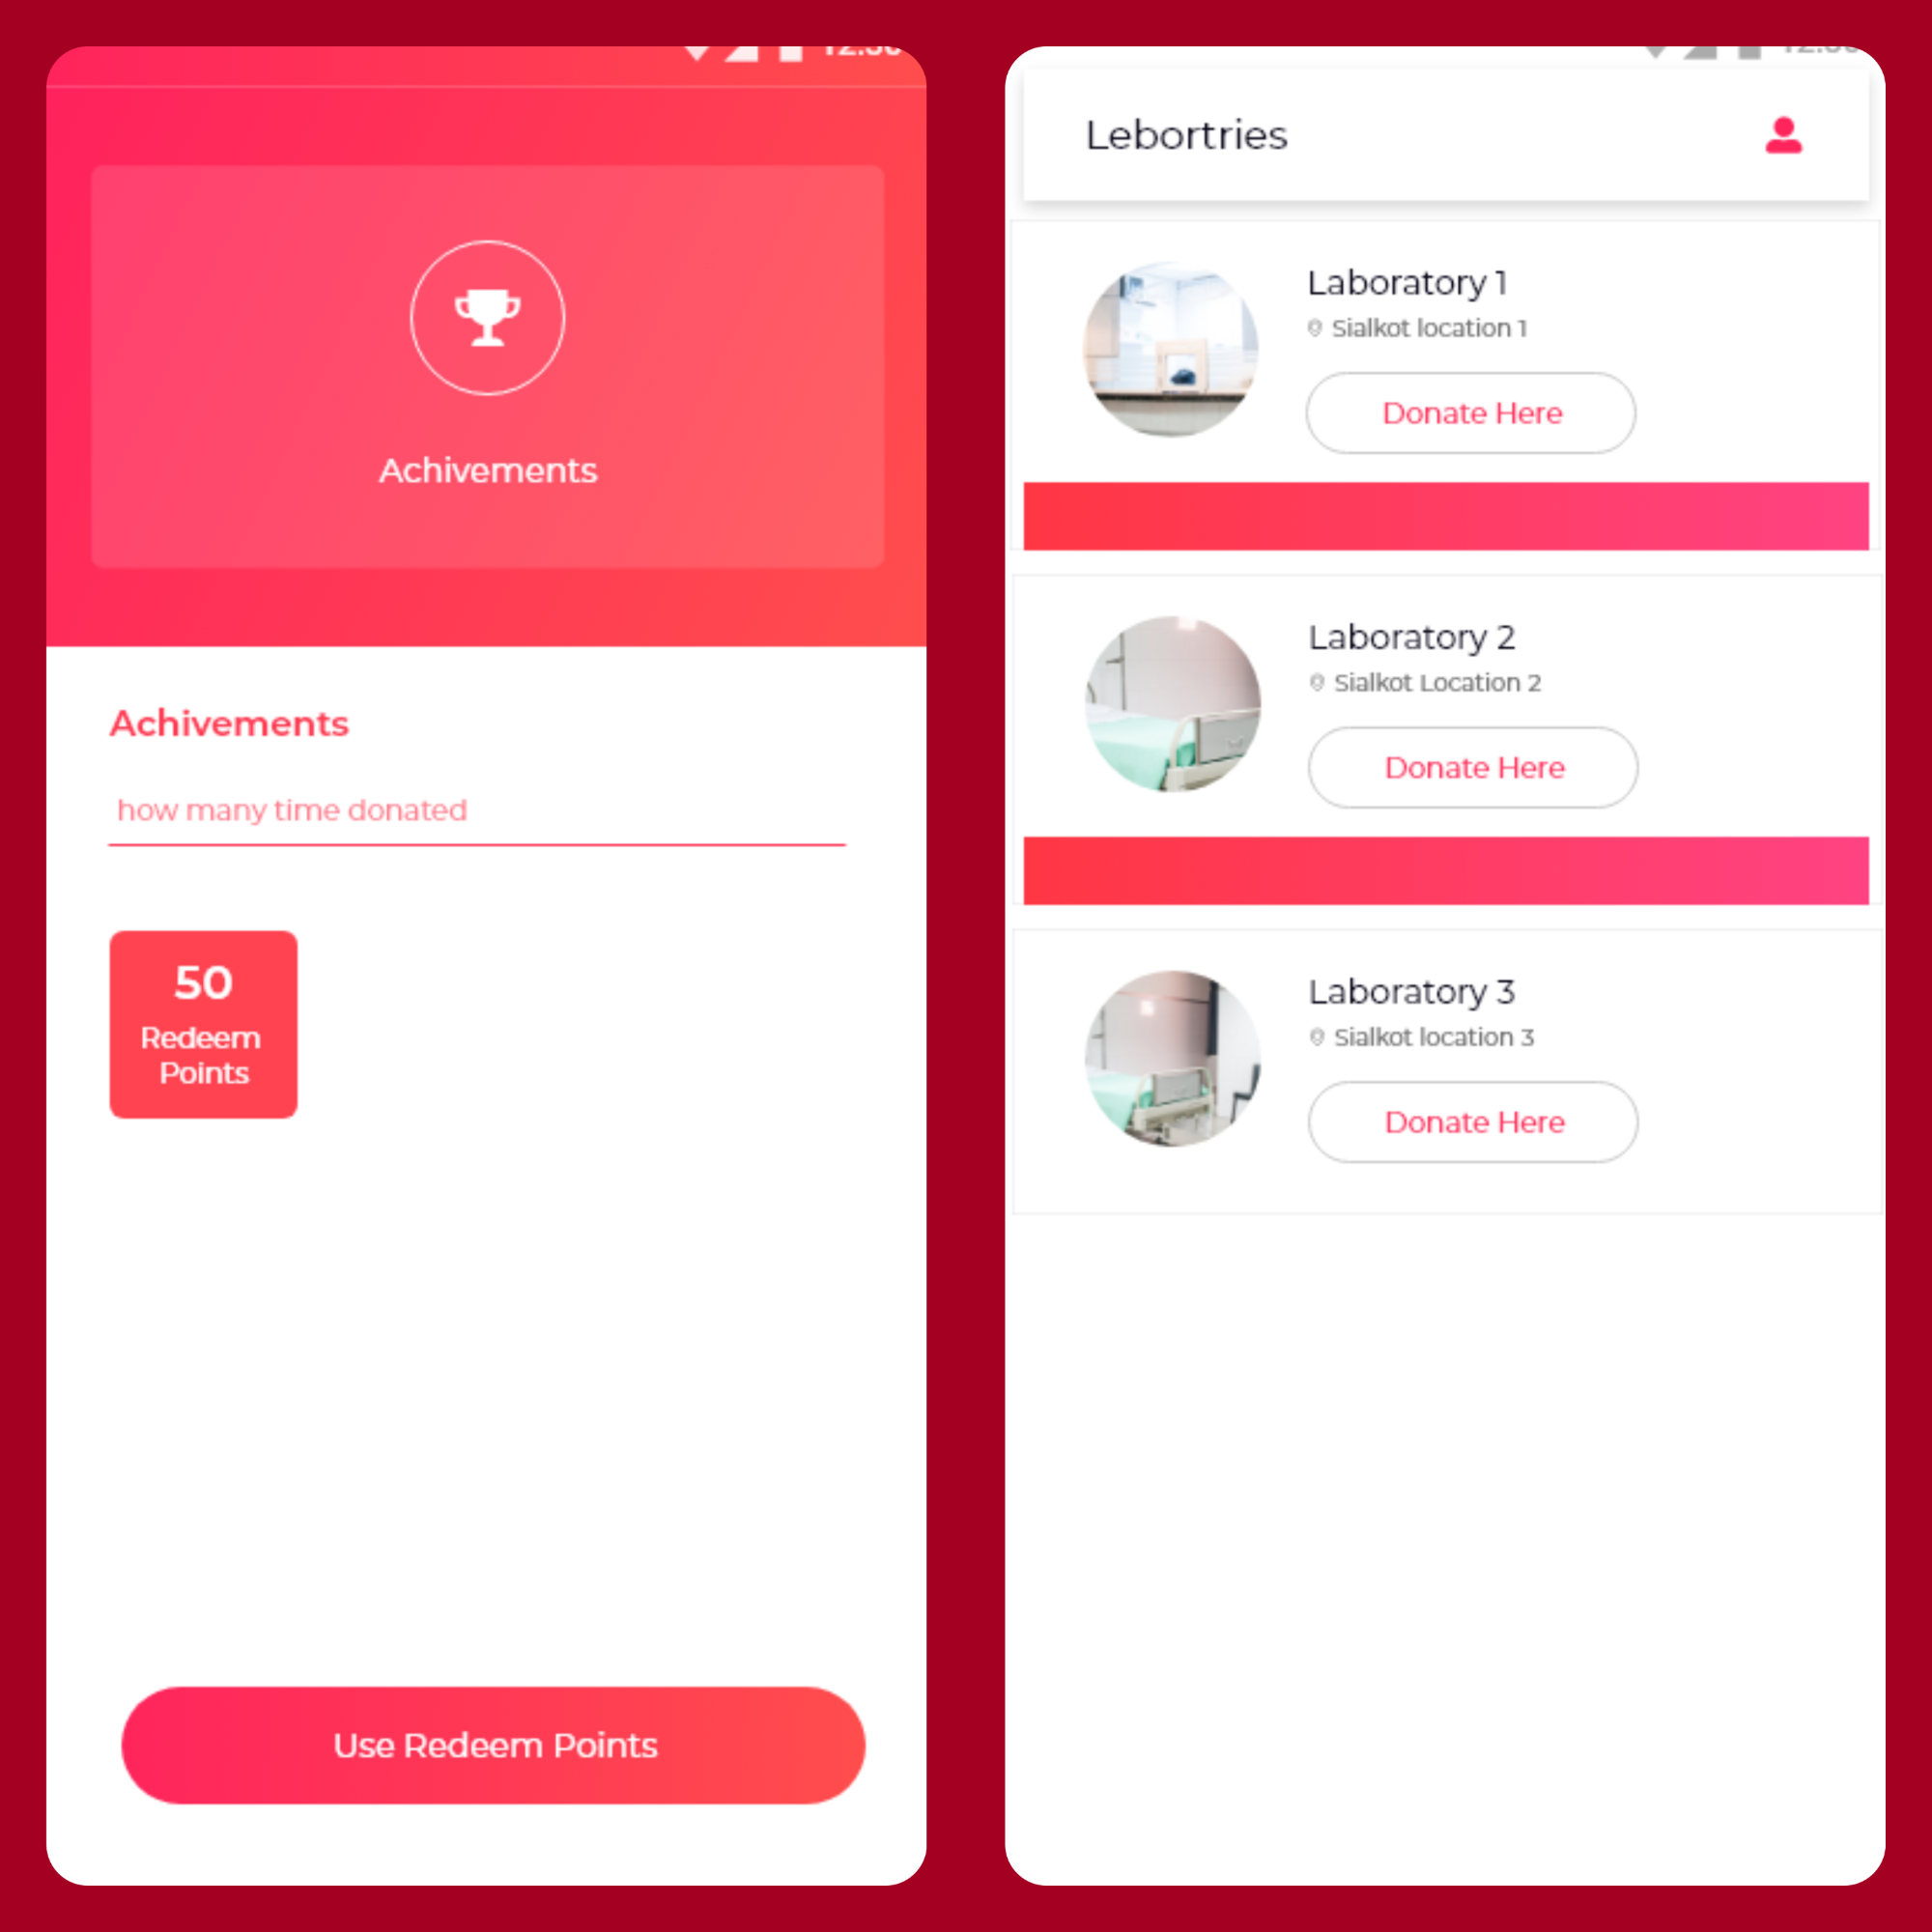 Achivements
Achivements
how many time donated
50
Redeem
Points
Use Redeem Points
Lebortries
Laboratory 1
Sialkot location 1
Donate Here
Laboratory 2
Sialkot Location 2
Donate Here
Laboratory 3
Sialkot location 3
Donate Here